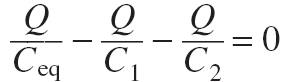 Q/C_eq − Q/C_1 − Q/C_2 = 0